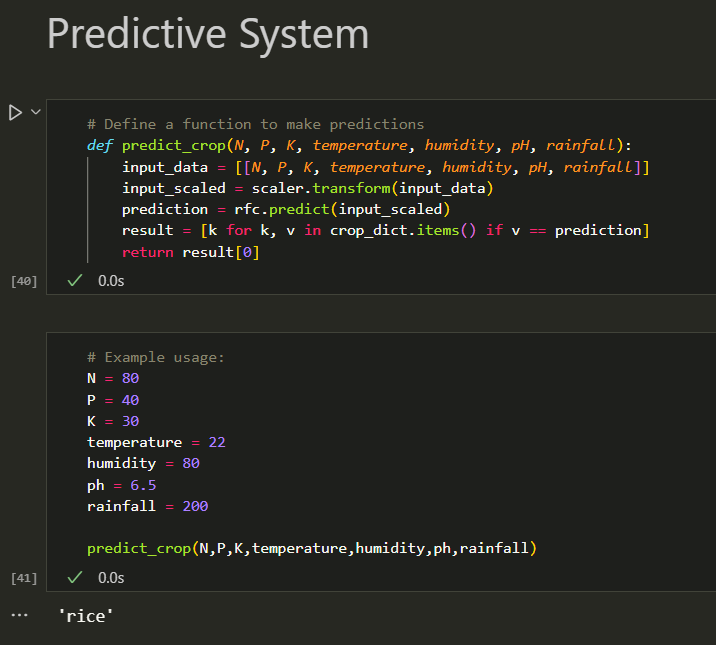 Predictive System
# Define a function to make predictions
def predict_crop(N, P, K, temperature, humidity, pH, rainfall):
    input_data = [[N, P, K, temperature, humidity, pH, rainfall]]
    input_scaled = scaler.transform(input_data)
    prediction = rfc.predict(input_scaled)
    result = [k for k, v in crop_dict.items() if v == prediction]
    return result[0]
[40] ✓ 0.0s
# Example usage:
N = 80
P = 40
K = 30
temperature = 22
humidity = 80
ph = 6.5
rainfall = 200
predict_crop(N,P,K,temperature,humidity,ph,rainfall)
[41] ✓ 0.0s
... 'rice'